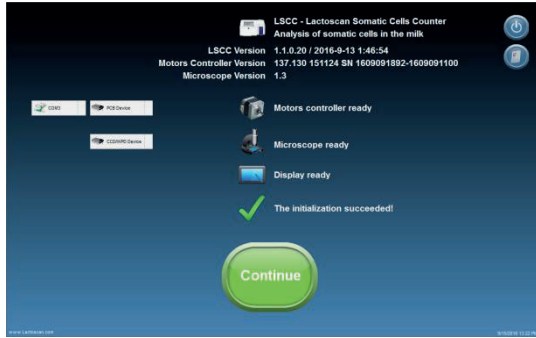 LSCC - Lactoscan Somatic Cells Counter
Analysis of somatic cells in the milk
LSCC Version 1.1.0.20 / 2016-9-13 1:46:54
Motors Controller Version 137.130 151124 SN 1609091892-1609091100
Microscope Version 1.3
COM3 PCB Device Motors controller ready
Device Microscope ready
Display ready
The initialization succeeded!
Continue
www.lactoscan.com